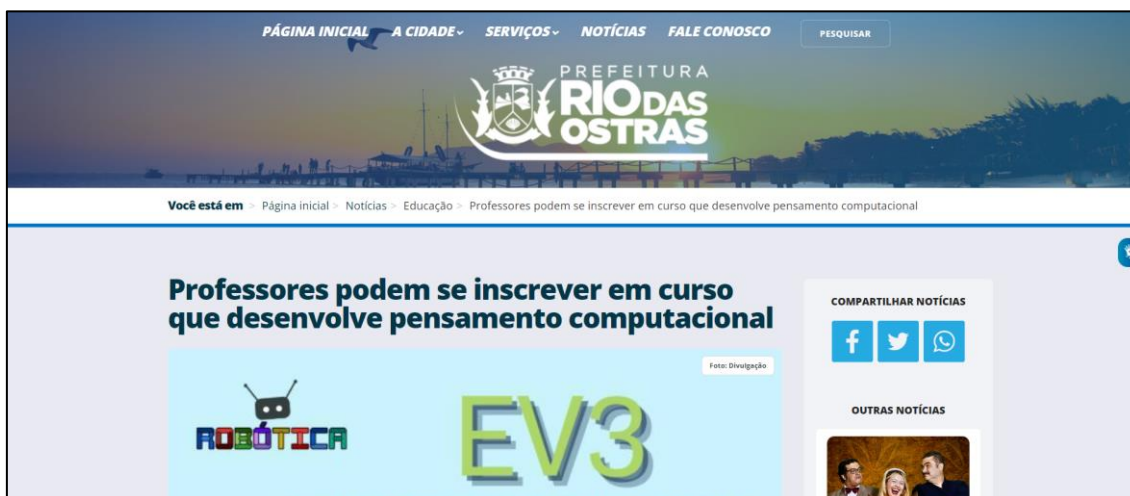 PÁGINA INICIAL A CIDADE SERVIÇOS NOTÍCIAS FALE CONOSCO PESQUISAR
PREFEITURA
RIO DAS
OSTRAS
Você está em > Página inicial > Notícias > Educação > Professores podem se inscrever em curso que desenvolve pensamento computacional
Professores podem se inscrever em curso
que desenvolve pensamento computacional
COMPARTILHAR NOTÍCIAS
Foto: Divulgação
ROBÓTICA
EV3
OUTRAS NOTÍCIAS